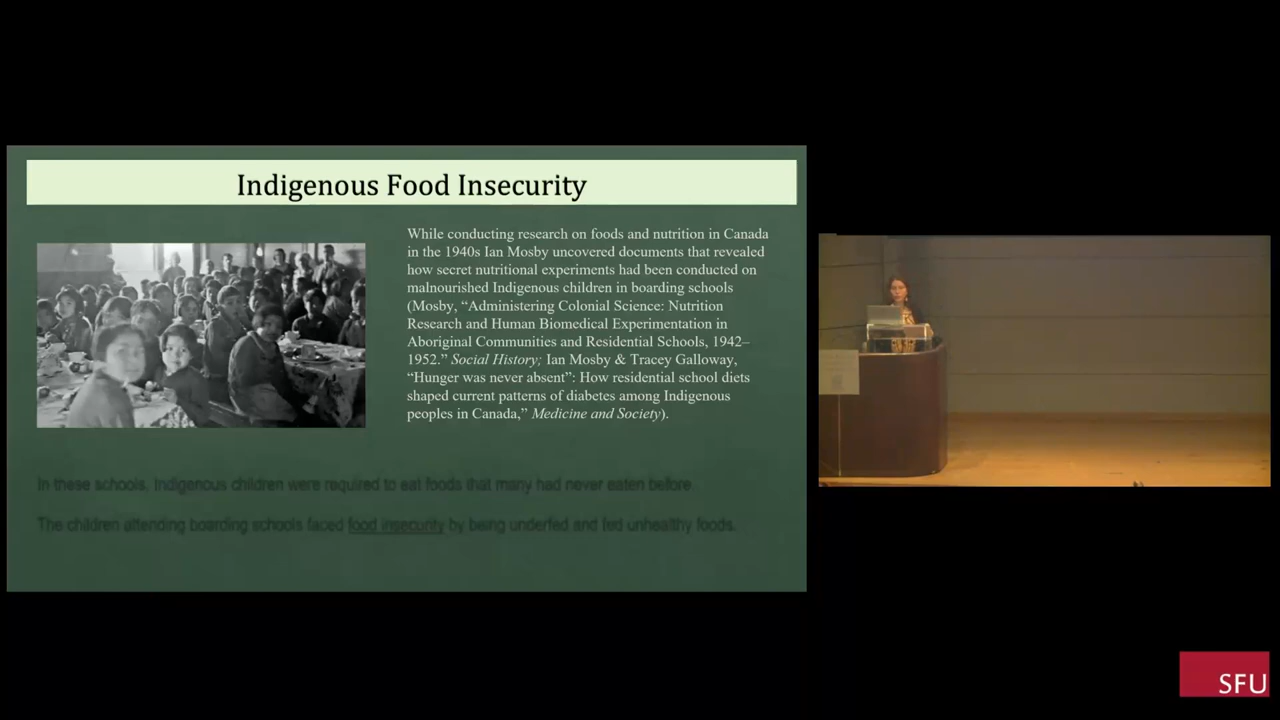 Indigenous Food Insecurity
While conducting research on foods and nutrition in Canada
in the 1940s Ian Mosby uncovered documents that revealed
how secret nutritional experiments had been conducted on
malnourished Indigenous children in boarding schools
(Mosby, “Administering Colonial Science: Nutrition
Research and Human Biomedical Experimentation in
Aboriginal Communities and Residential Schools, 1942–
1952.” Social History; Ian Mosby & Tracey Galloway,
“Hunger was never absent”: How residential school diets
shaped current patterns of diabetes among Indigenous
peoples in Canada,” Medicine and Society).
In these schools, Indigenous children were required to eat foods that many had never eaten before.
The children attending boarding schools faced food insecurity by being underfed and fed unhealthy foods.
SFU